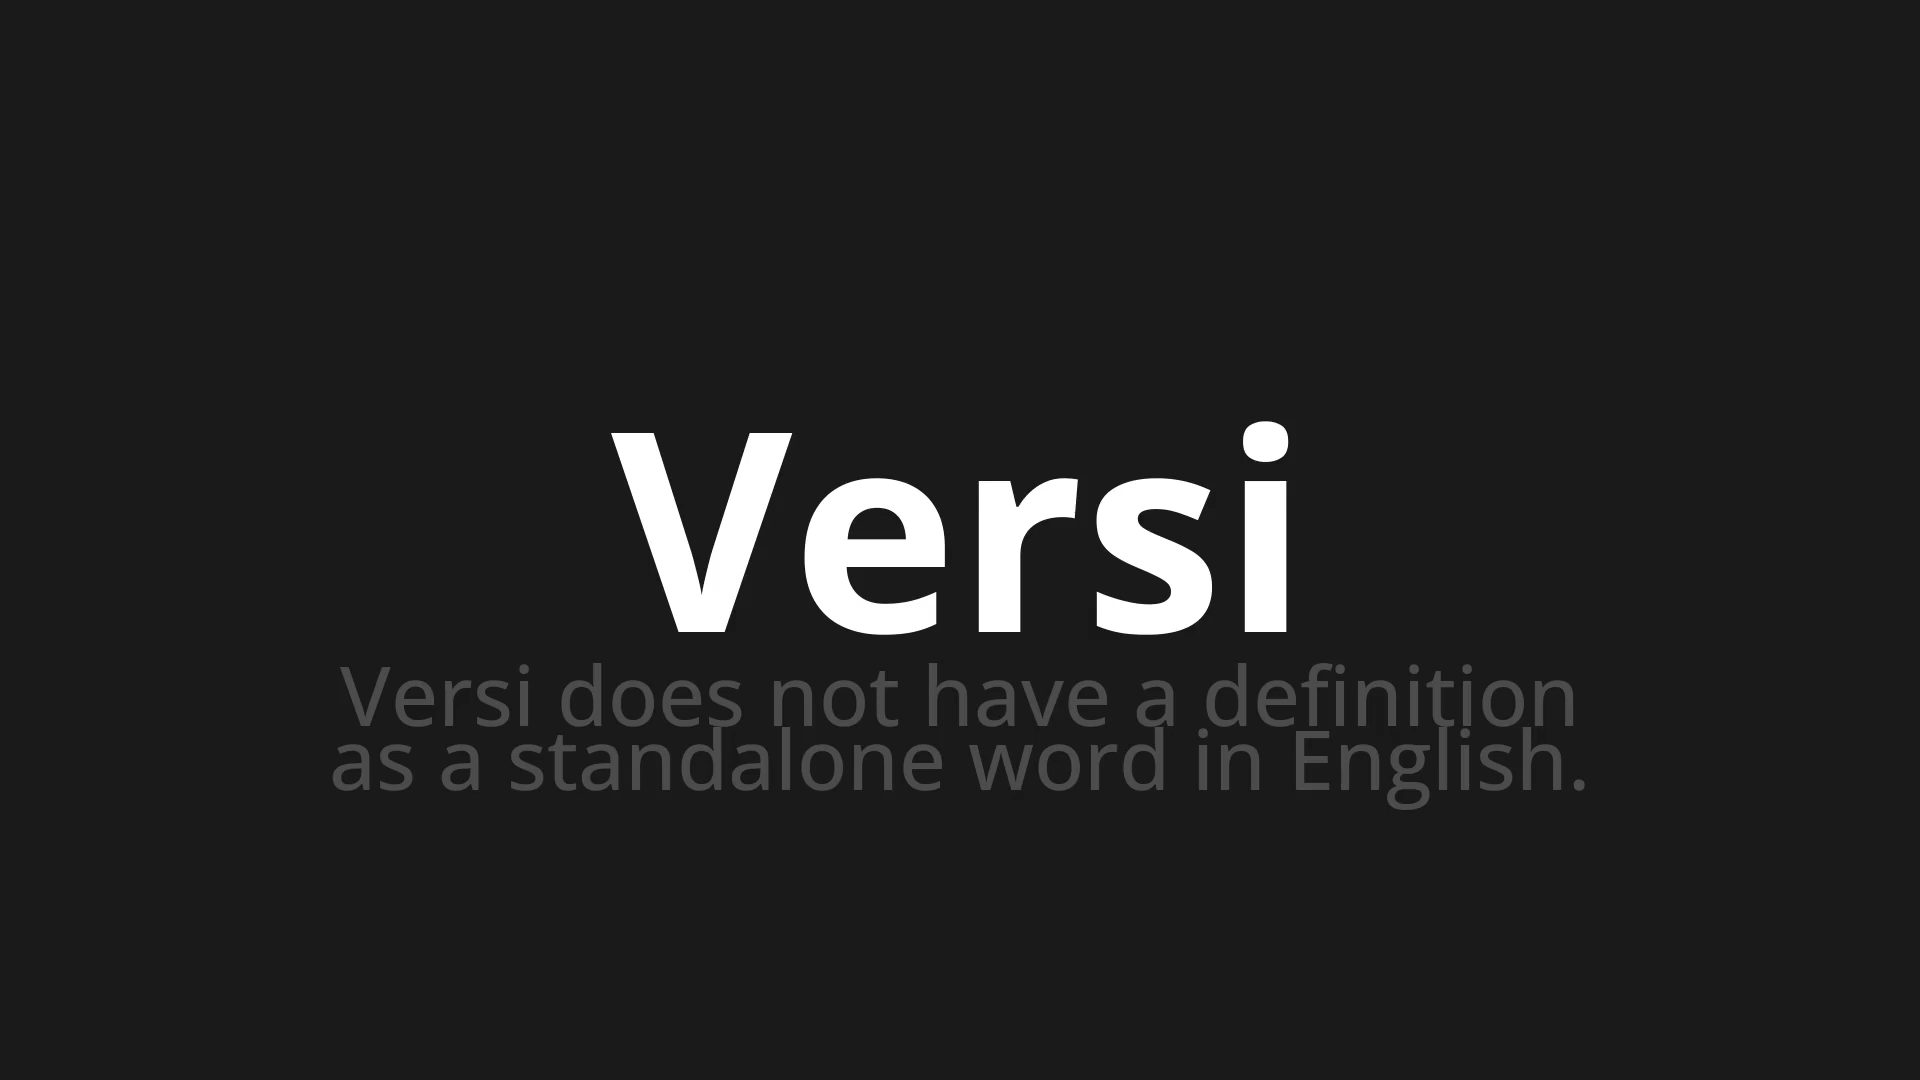 Versi
Versi does not have a definition
as a standalone word in English.